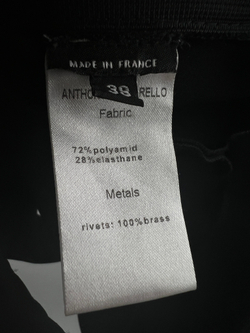 MADE IN FRANCE
38
ANTHO RELLO
Fabric
72%polyamid
28%elasthane
Metals
rivets: 100%brass